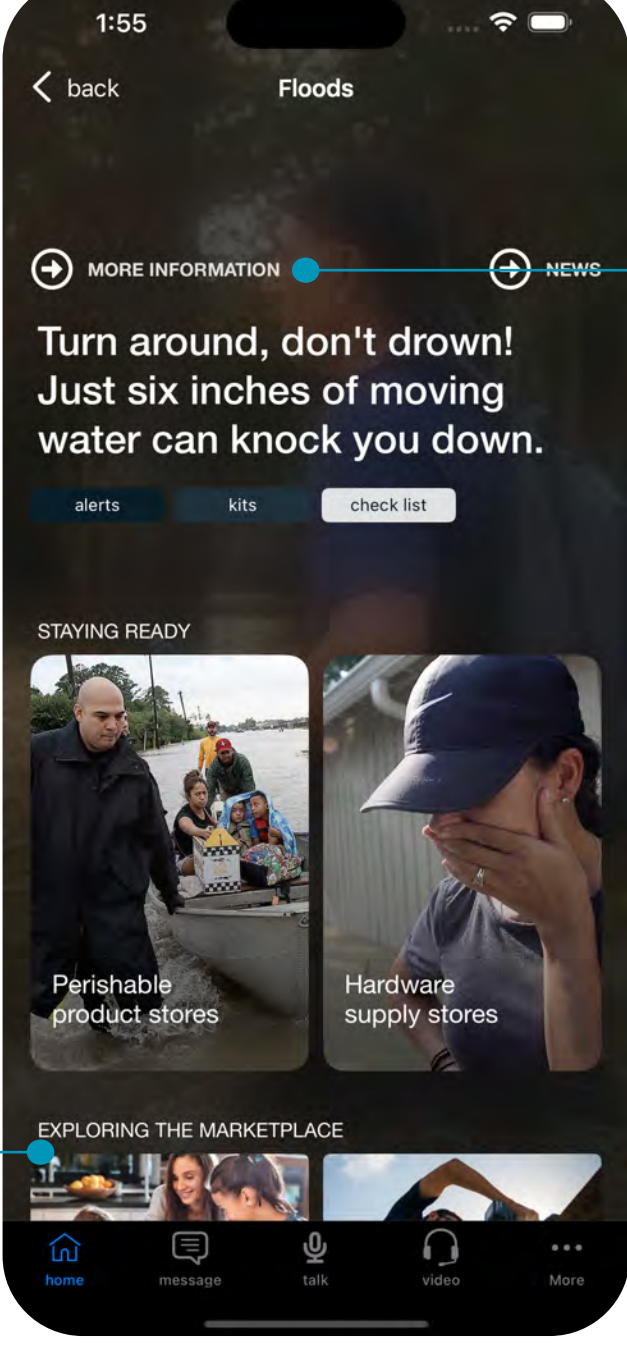 1:55
back
Floods
MORE INFORMATION
NEWS
Turn around, don't drown!
Just six inches of moving
water can knock you down.
alerts
kits
check list
STAYING READY
Perishable
product stores
Hardware
supply stores
EXPLORING THE MARKETPLACE
home
message
talk
video
More